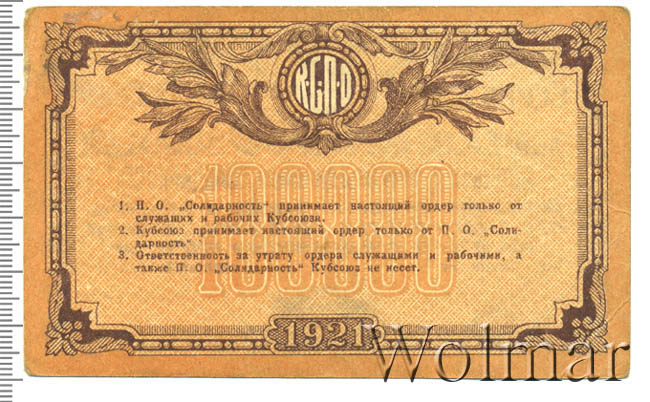 К.С.П.О
100000
1. П. О. „Солидарность“ принимает настоящий ордер только от
служащих и рабочих Кубсоюза.
2. Кубсоюз принимает настоящий ордер только от П. О. „Соли-
дарность“
3. Ответственность за утрату ордера служащими и рабочими, а
также П. О. „Солидарность“ Кубсоюз не несет.
100000
1921
Wolmar